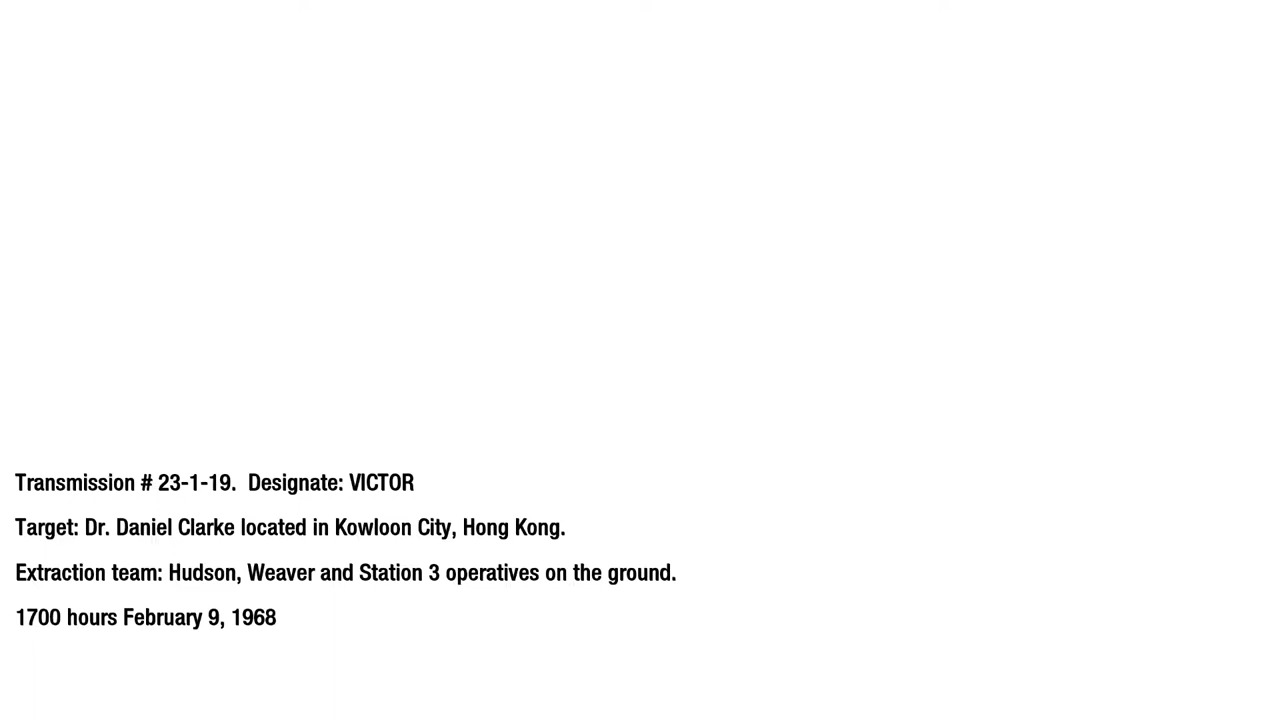 Transmission # 23-1-19.  Designate: VICTOR
Target: Dr. Daniel Clarke located in Kowloon City, Hong Kong.
Extraction team: Hudson, Weaver and Station 3 operatives on the ground.
1700 hours February 9, 1968